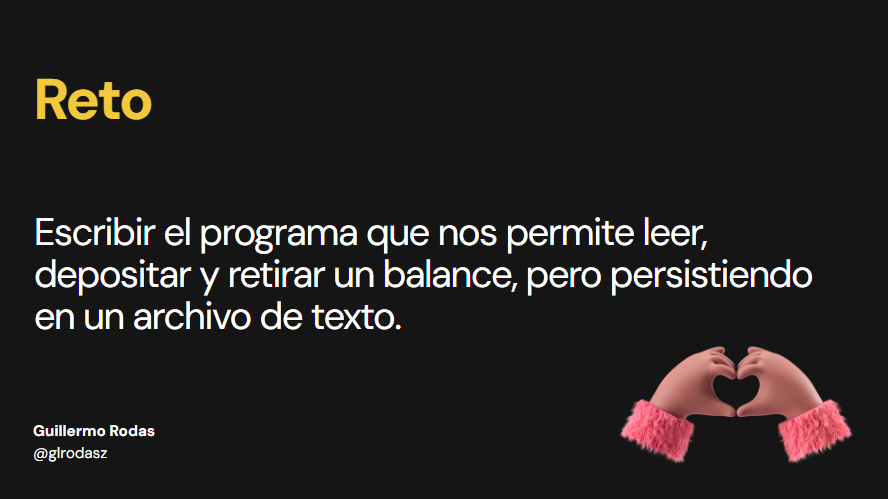 Reto
Escribir el programa que nos permite leer,
depositar y retirar un balance, pero persistiendo
en un archivo de texto.
Guillermo Rodas
@glrodasz